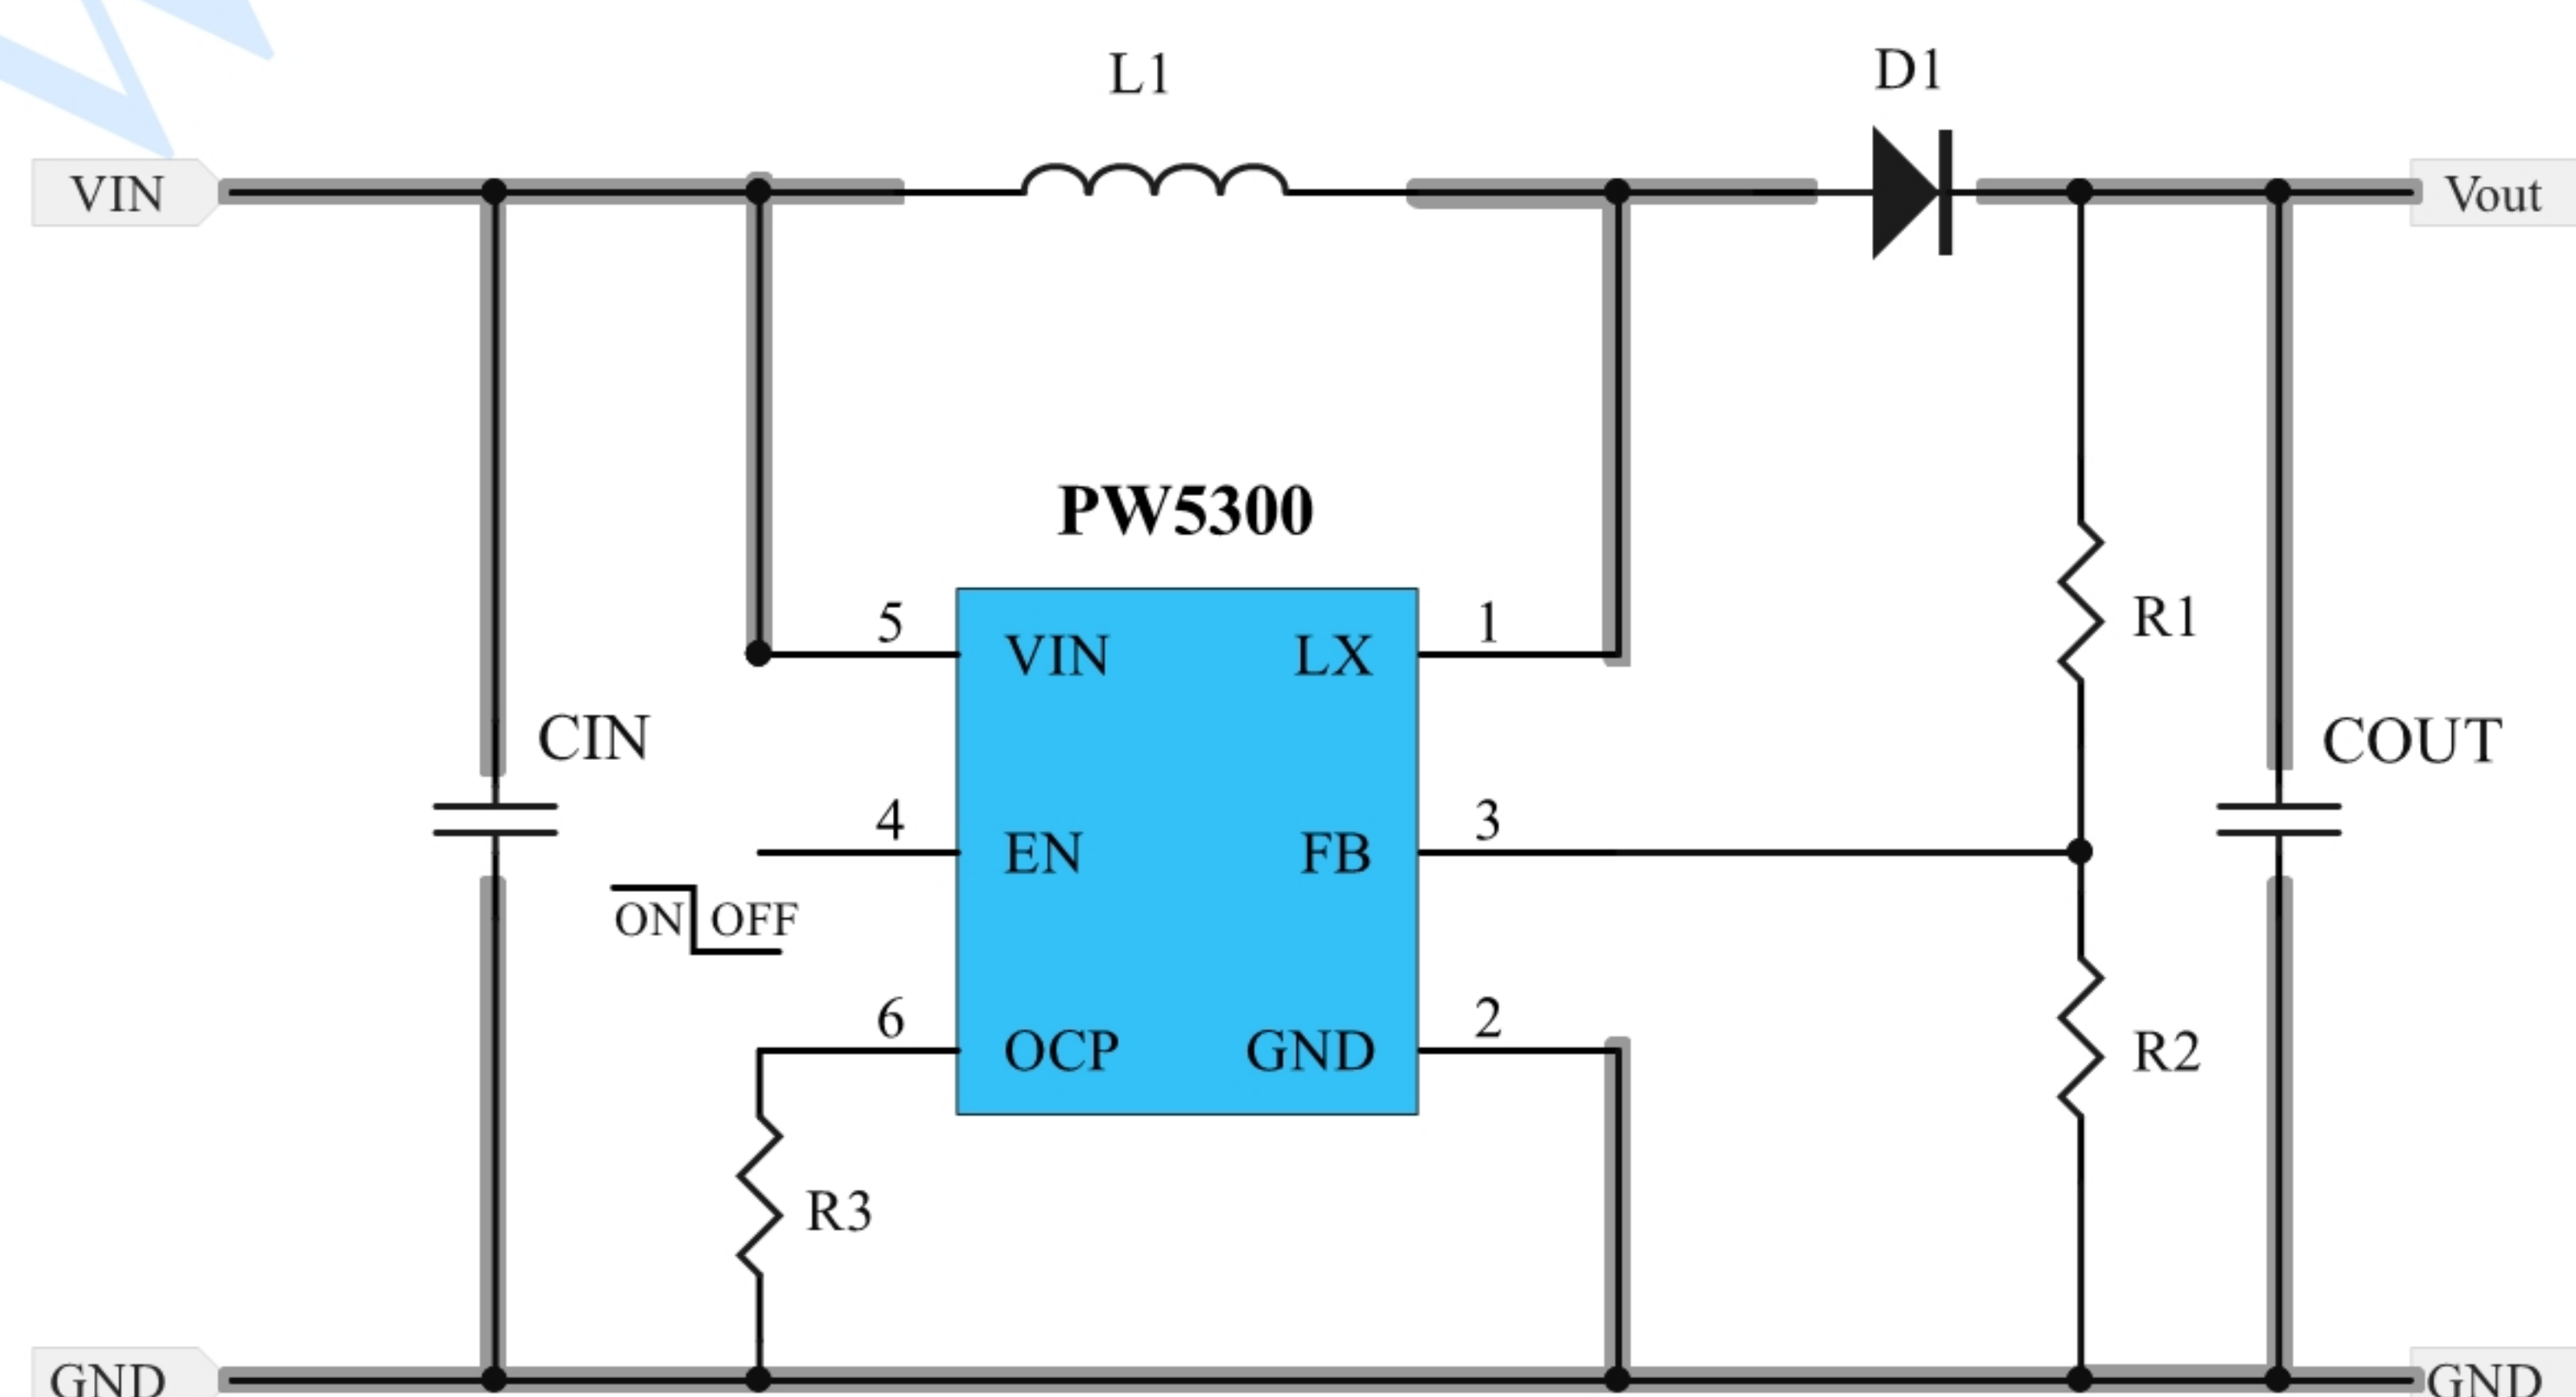 L1
D1
VIN
Vout
PW5300
5
VIN
LX
1
R1
CIN
COUT
4
EN
FB
3
ON
OFF
6
OCP
GND
2
R2
R3
GND
GND